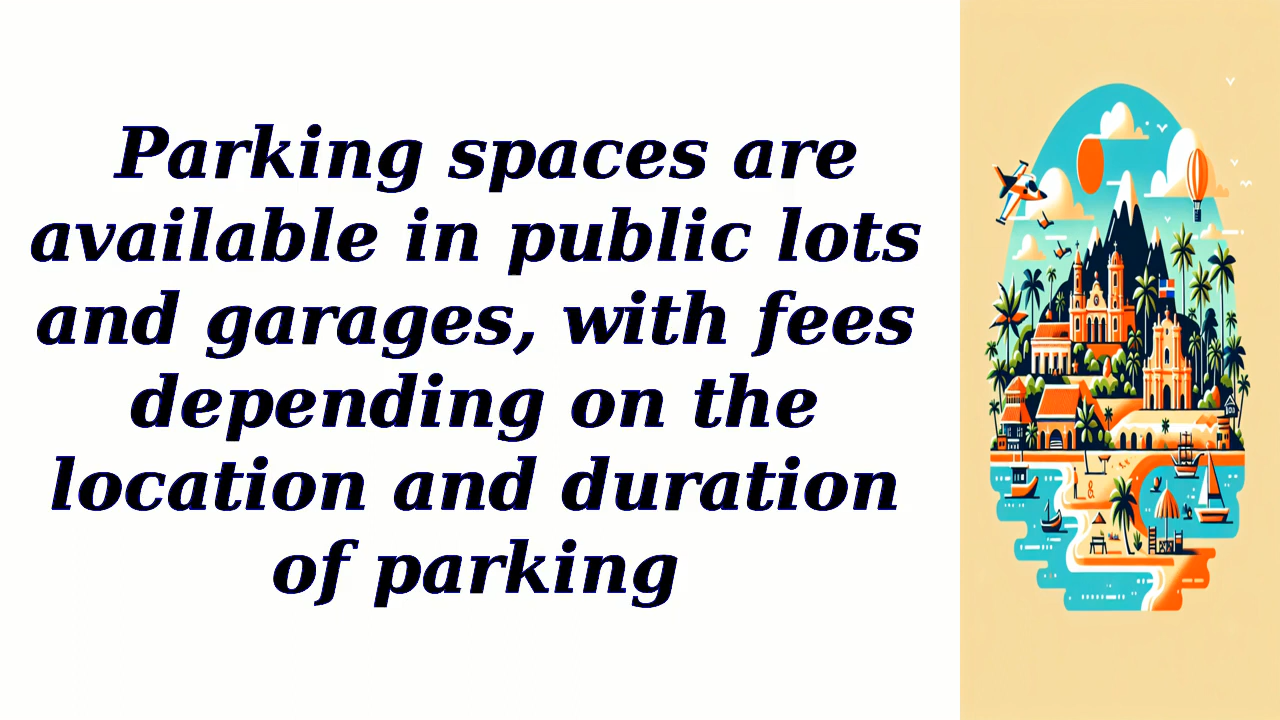 Parking spaces are
available in public lots
and garages, with fees
depending on the
location and duration
of parking